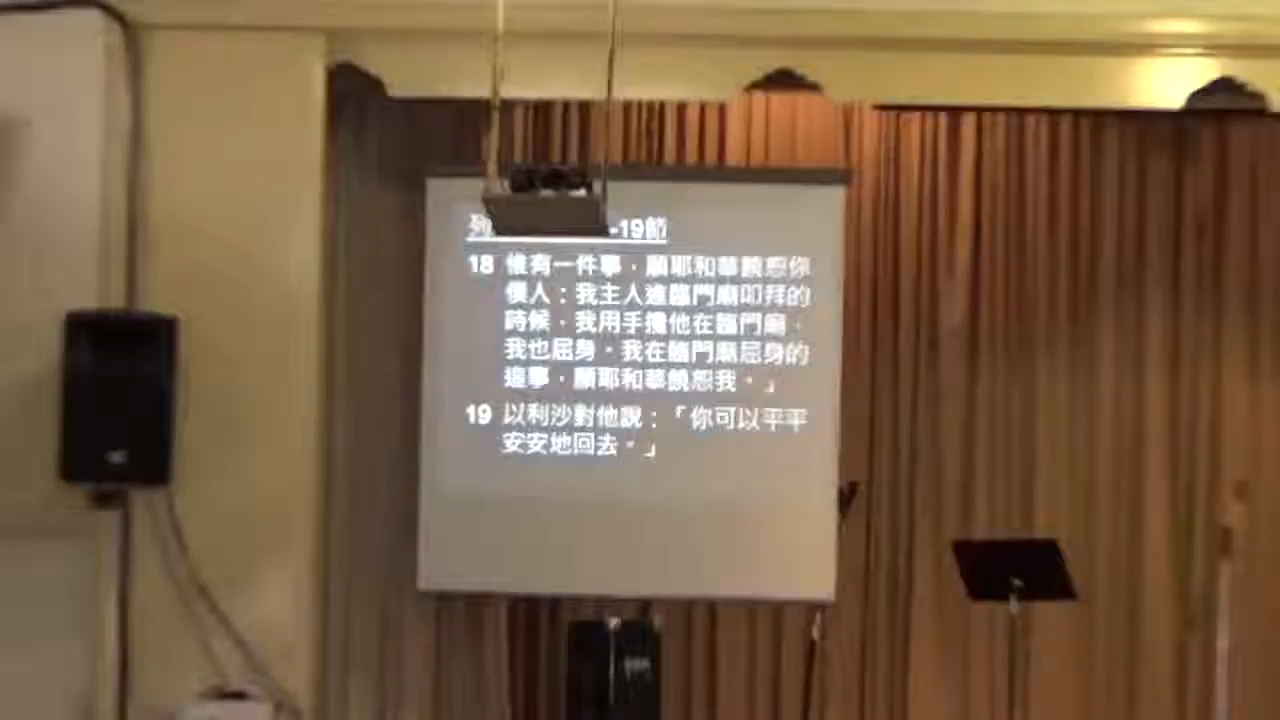 列 -19節
18 惟有一件事，願耶和華饒恕你
僕人：我主人進臨門廟叩拜的
時候，我用手攙他在臨門廟，
我也屈身。我在臨門廟屈身的
這事，願耶和華饒恕我。」
19 以利沙對他說：「你可以平平
安安地回去。」